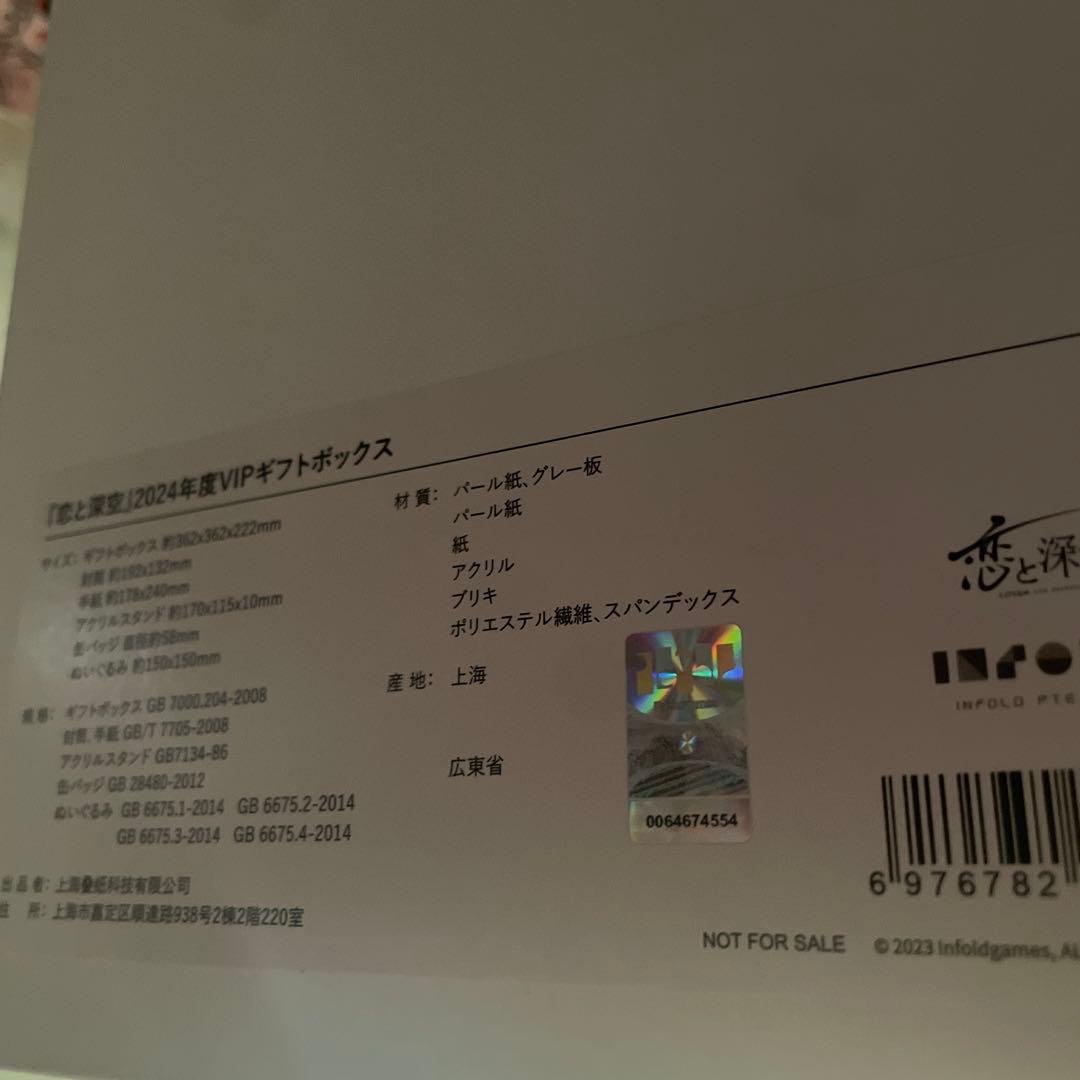 『恋と深空』2024年度VIPギフトボックス
サイズ： ギフトボックス 約362x362x222mm
封筒 約192x132mm
手紙 約178x240mm
アクリルスタンド 約170x115x10mm
缶バッジ 直径約58mm
ぬいぐるみ 約150x150mm
材 質： パール紙、グレー板
パール紙
紙
アクリル
ブリキ
ポリエステル繊維、スパンデックス
規 格： ギフトボックス GB 7000.204-2008
封筒、手紙 GB/T 7705-2008
アクリルスタンド GB7134-86
缶バッジ GB 28480-2012
ぬいぐるみ GB 6675.1-2014 GB 6675.2-2014
GB 6675.3-2014 GB 6675.4-2014
産 地： 上海
広東省
出 品 者： 上海叠紙科技有限公司
住 所： 上海市嘉定区順達路938号2棟2階220室
0064674554
恋と深
INFO
INFOLD PTE
6 976782
NOT FOR SALE © 2023 Infoldgames, AL